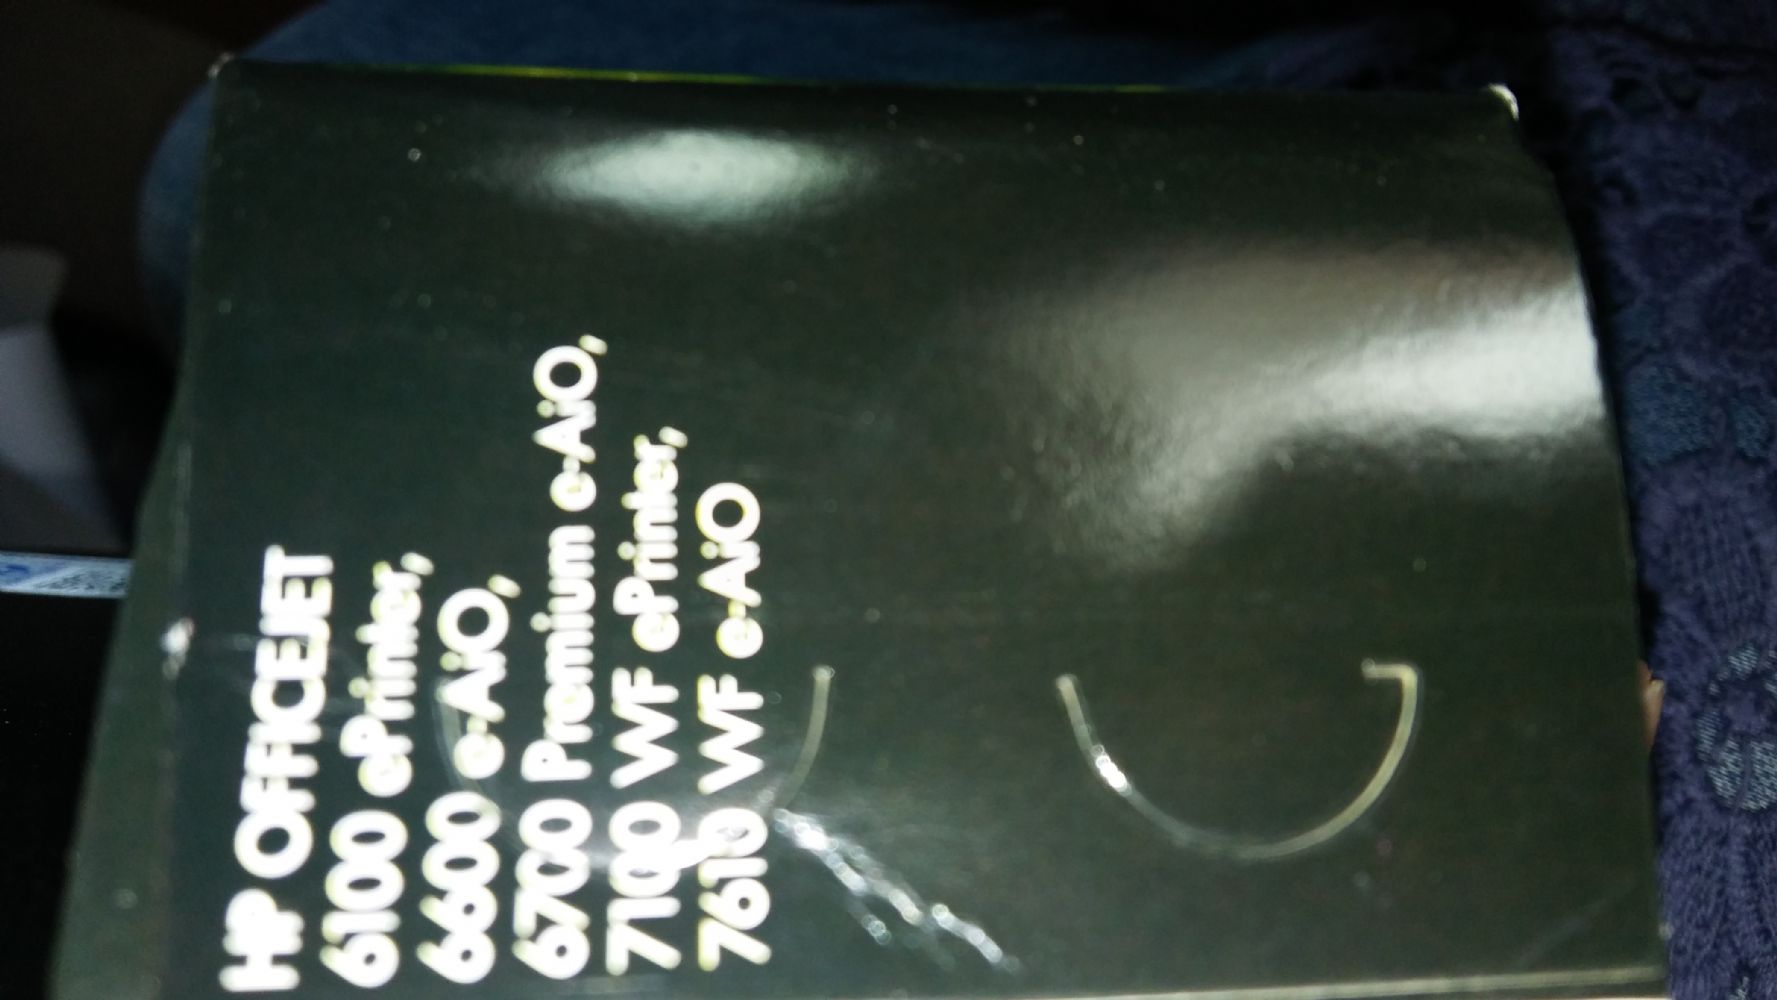 HP OFFICEJET
6100 ePrinter,
6600 e-AiO,
6700 Premium e-AiO,
7100 WF ePrinter,
7610 WF e-AiO